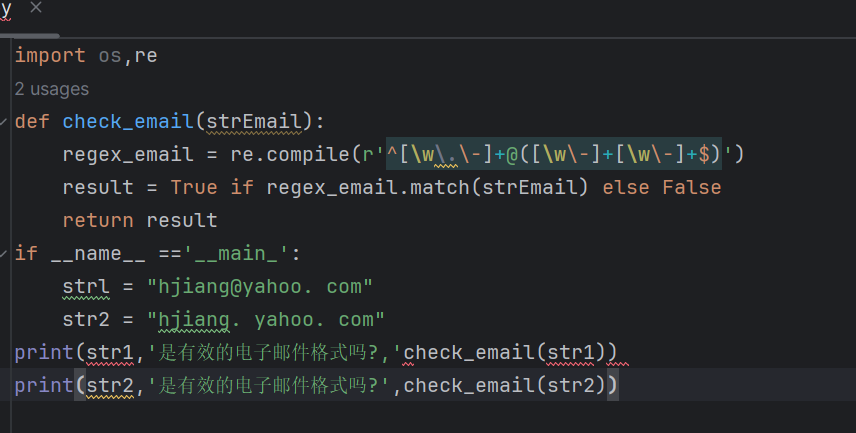 y ×
import os,re
2 usages
def check_email(strEmail):
regex_email = re.compile(r'^[\w\.\-]+@([\w\-]+[\w\-]+$)')
result = True if regex_email.match(strEmail) else False
return result
if __name__ =='__main_':
strl = "hjiang@yahoo. com"
str2 = "hjiang. yahoo. com"
print(str1,'是有效的电子邮件格式吗?,'check_email(str1))
print(str2,'是有效的电子邮件格式吗?',check_email(str2))